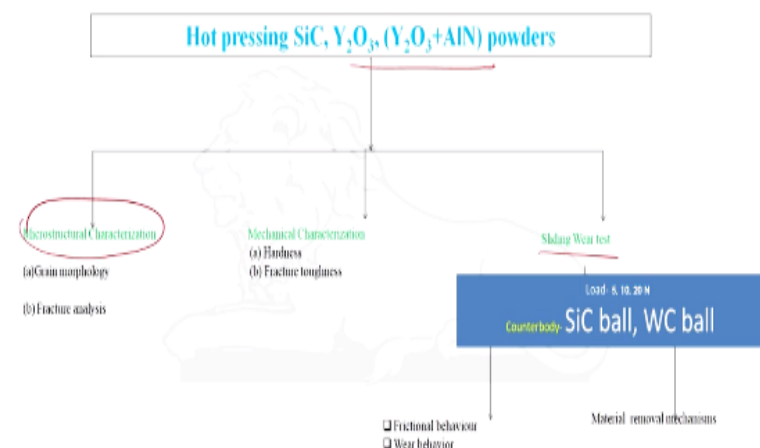 Hot pressing SiC, Y₂O₃, (Y₂O₃+AlN) powders
Microstructural Characterization
(a)Grain morphology
(b) Fracture analysis
Mechanical Characterization
(a) Hardness
(b) Fracture toughness
Sliding Wear test
Load- 5, 10, 20 N
Counterbody- SiC ball, WC ball
❑ Frictional behaviour
❑ Wear behavior
Material removal mechanisms